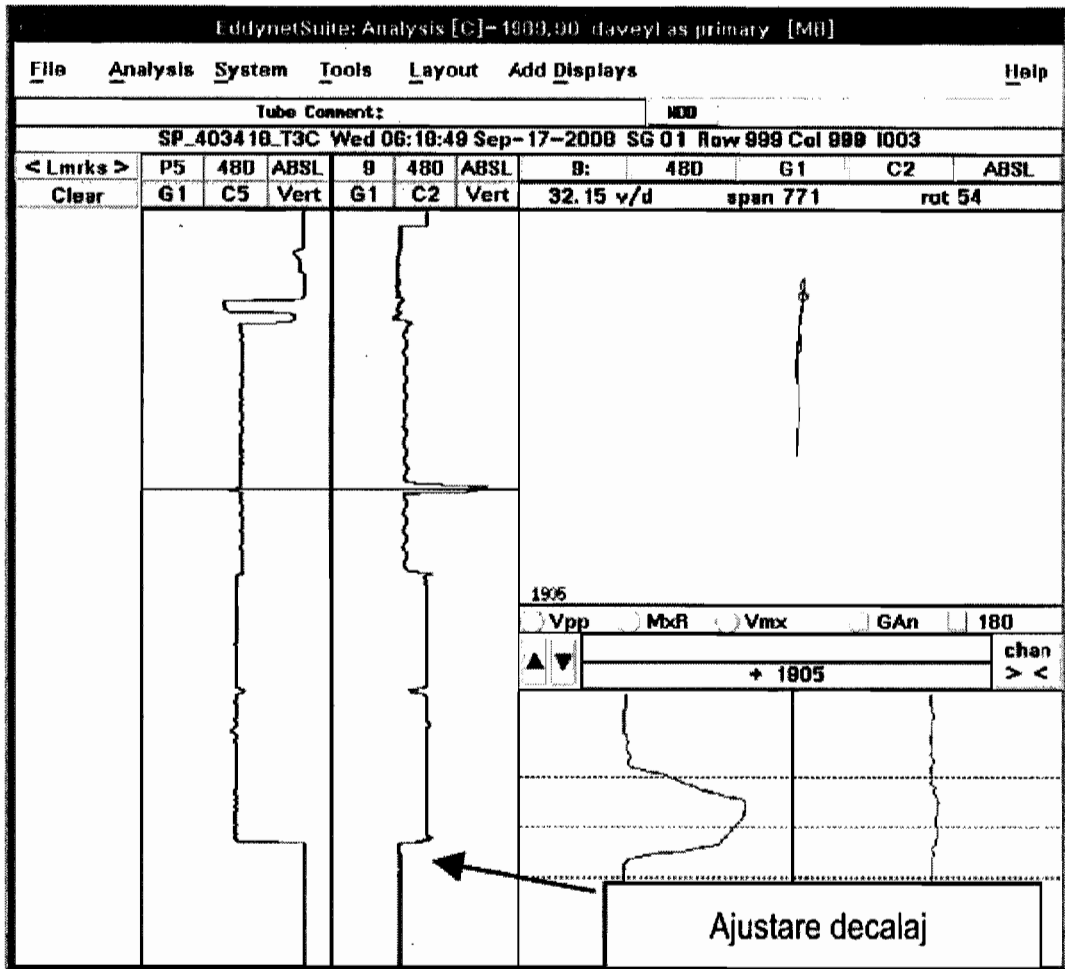 EddynetSuite: Analysis [C]-1989,90 daveyl as primary [MB]
File Analysis System Tools Layout Add Displays Help
Tube Comment: NDD
SP_403418_T3C Wed 06:18:49 Sep-17-2008 SG 01 Row 999 Col 999 I003
< Lmrks > P5 480 ABSL 9 480 ABSL 9: 480 G1 C2 ABSL
Clear G1 C5 Vert G1 C2 Vert 32.15 v/d span 771 rot 54
1905
Vpp MxR Vmx GAn 180
chan
+ 1905 > <
Ajustare decalaj